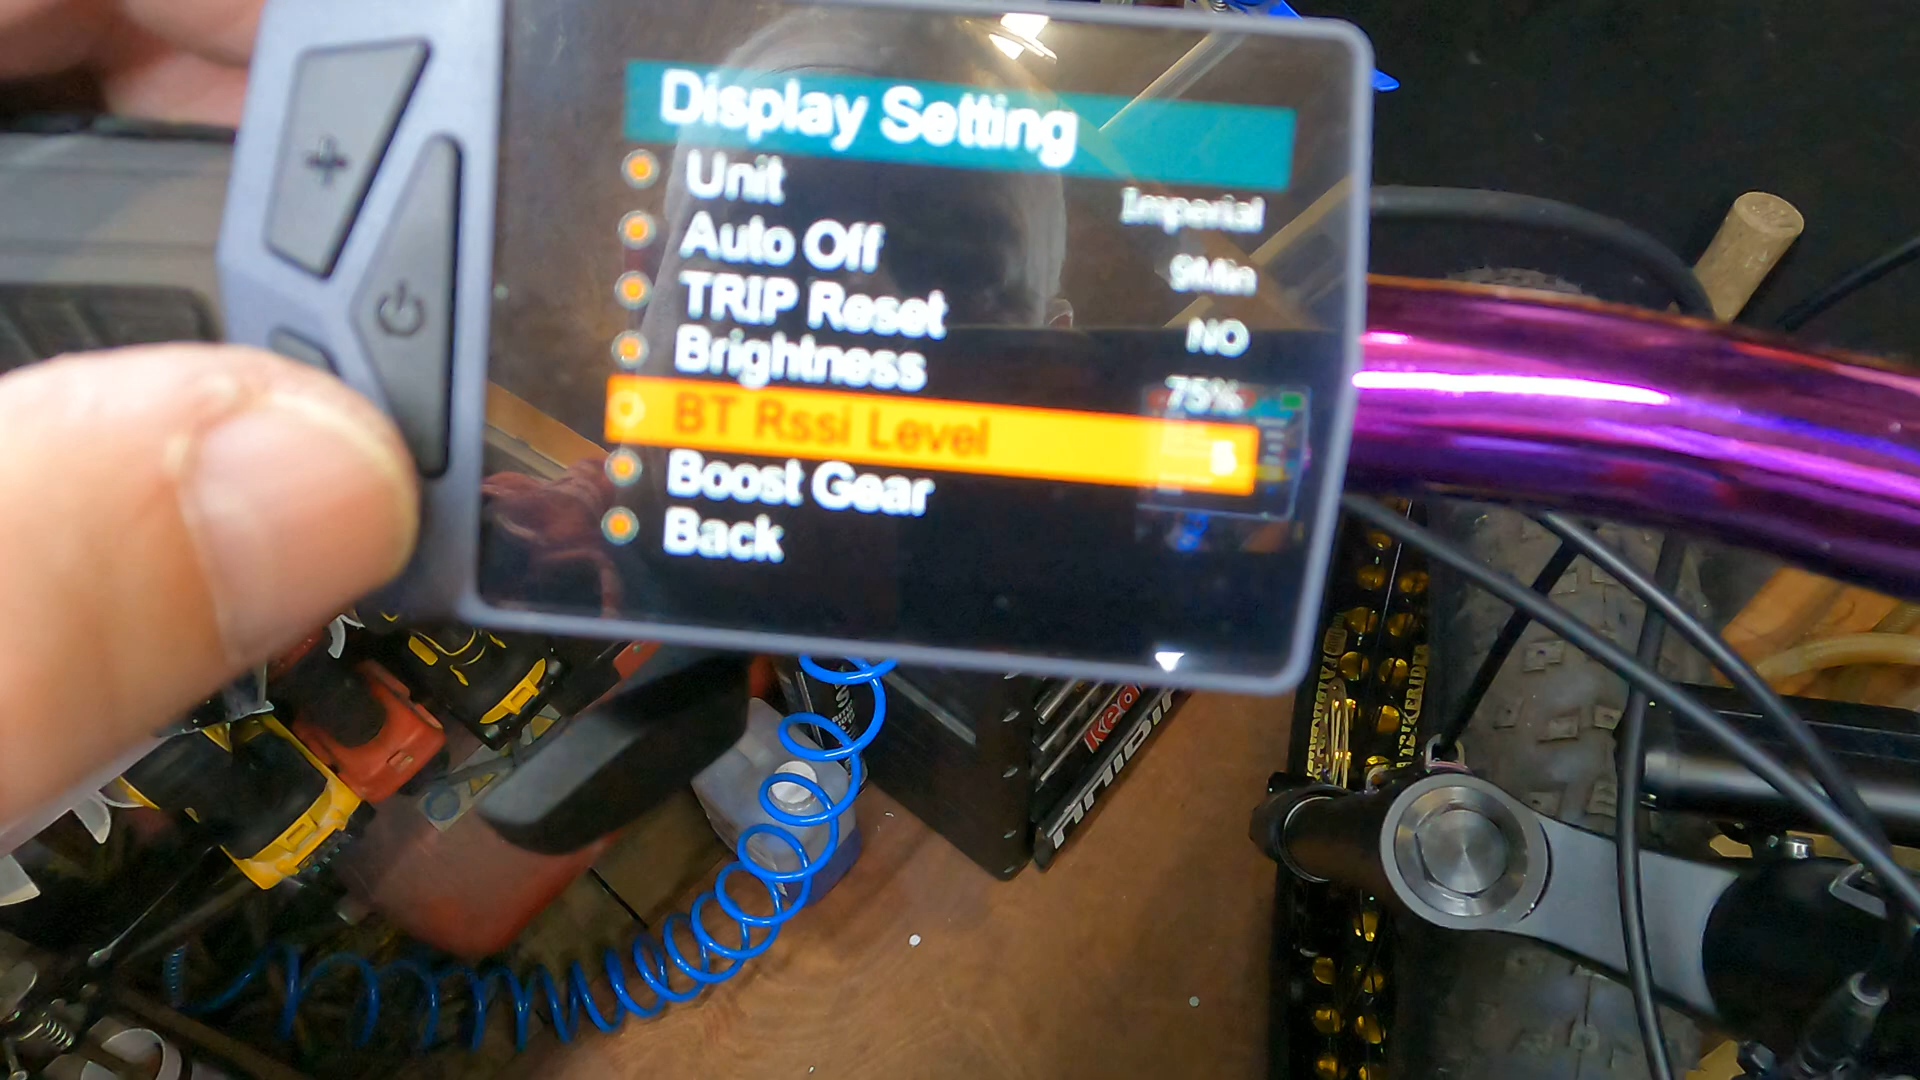 Display Setting
Unit Imperial
Auto Off 9Min
TRIP Reset NO
Brightness 75%
BT Rssi Level
Boost Gear
Back